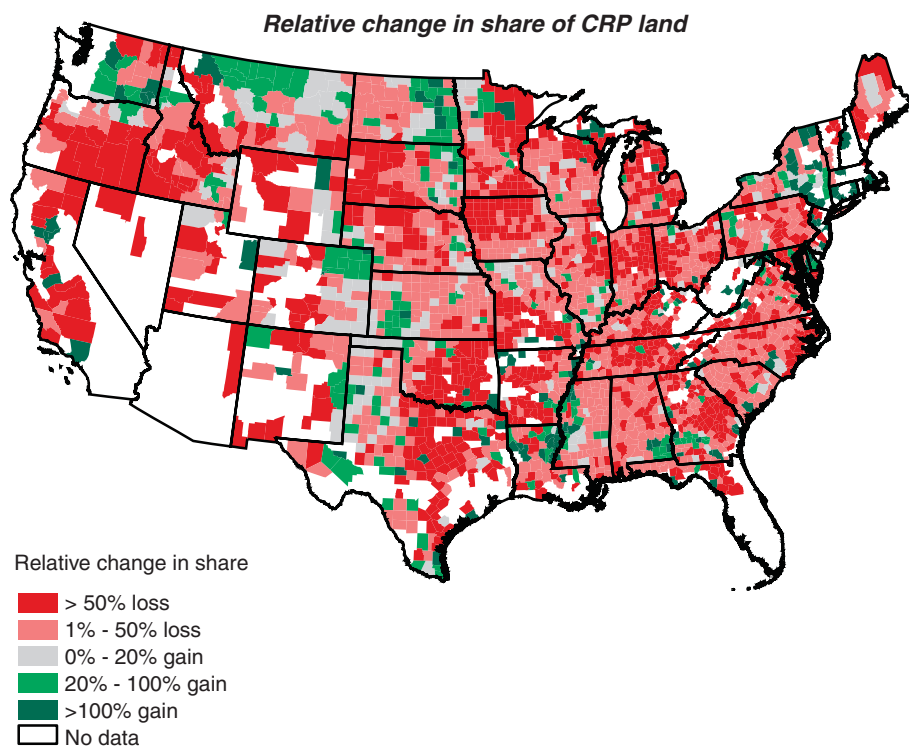 Relative change in share of CRP land
Relative change in share
> 50% loss
1% - 50% loss
0% - 20% gain
20% - 100% gain
>100% gain
No data